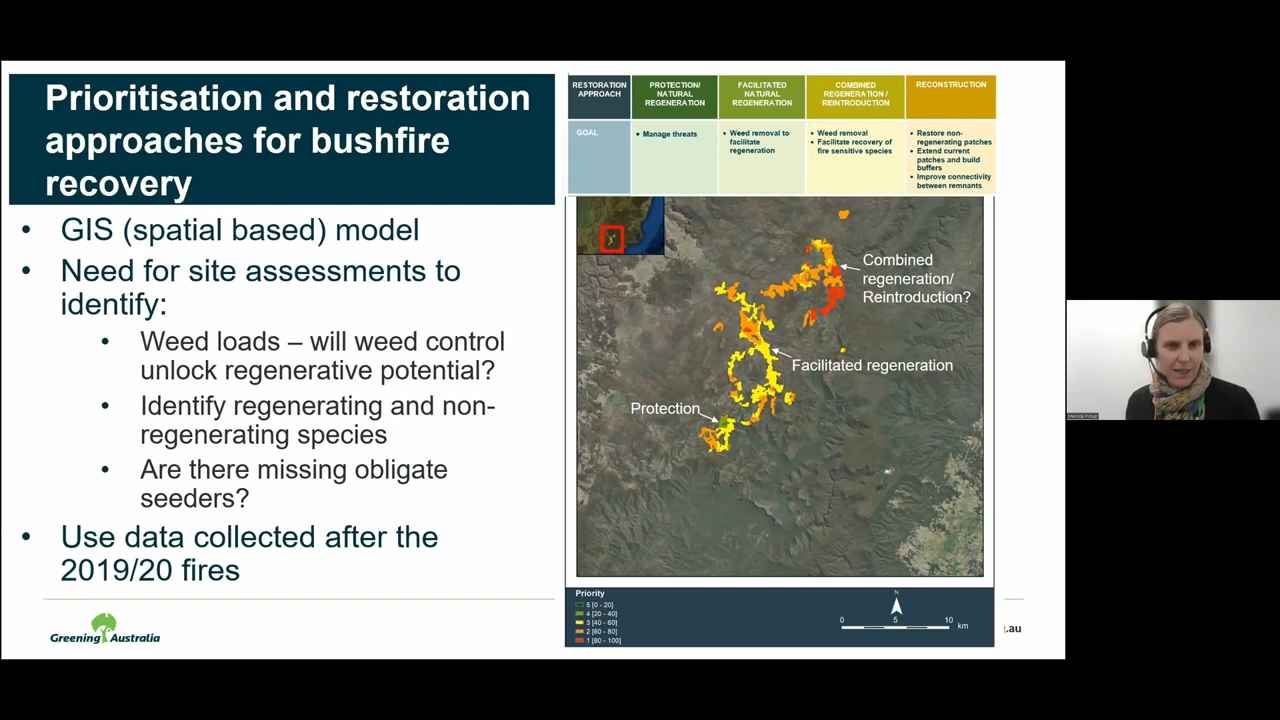 Prioritisation and restoration
approaches for bushfire
recovery
• GIS (spatial based) model
• Need for site assessments to
identify:
• Weed loads – will weed control
unlock regenerative potential?
• Identify regenerating and non-
regenerating species
• Are there missing obligate
seeders?
• Use data collected after the
2019/20 fires
Greening Australia
RESTORATION
APPROACH
PROTECTION/
NATURAL
REGENERATION
FACILITATED
NATURAL
REGENERATION
COMBINED
REGENERATION /
REINTRODUCTION
RECONSTRUCTION
GOAL
• Manage threats
• Weed removal to
facilitate
regeneration
• Weed removal
• Facilitate recovery of
fire sensitive species
• Restore non-
regenerating patches
• Extend current
patches and build
buffers
• Improve connectivity
between remnants
Combined
regeneration/
Reintroduction?
Facilitated regeneration
Protection
Priority
5 [0 - 20]
4 [20 - 40]
3 [40 - 60]
2 [60 - 80]
1 [80 - 100]
N
0 5 10 km
.au